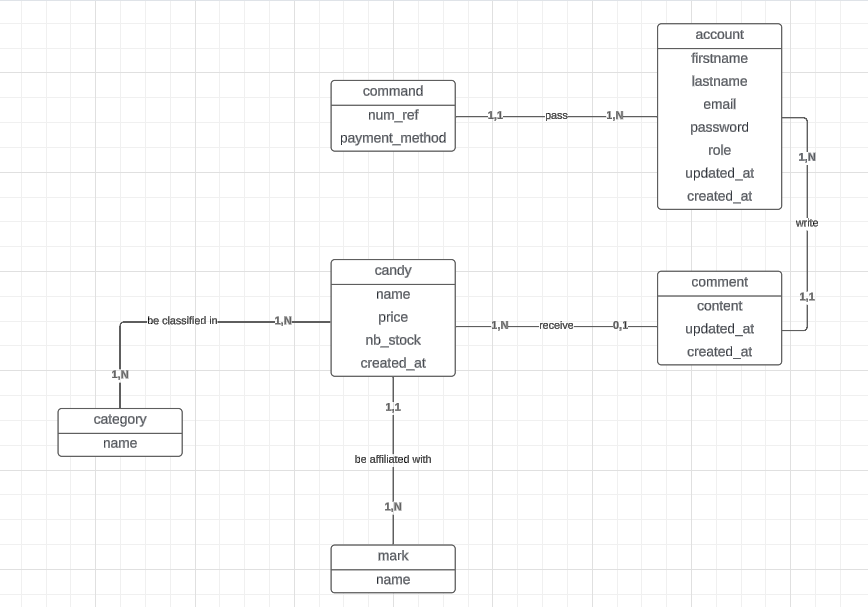 account
firstname
lastname
email
password
role
updated_at
created_at
command
num_ref
payment_method
1,1 pass 1,N
1,N
write
1,1
candy
name
price
nb_stock
created_at
comment
content
updated_at
created_at
1,N receive 0,1
be classified in 1,N
1,N
category
name
1,1
be affiliated with
1,N
mark
name